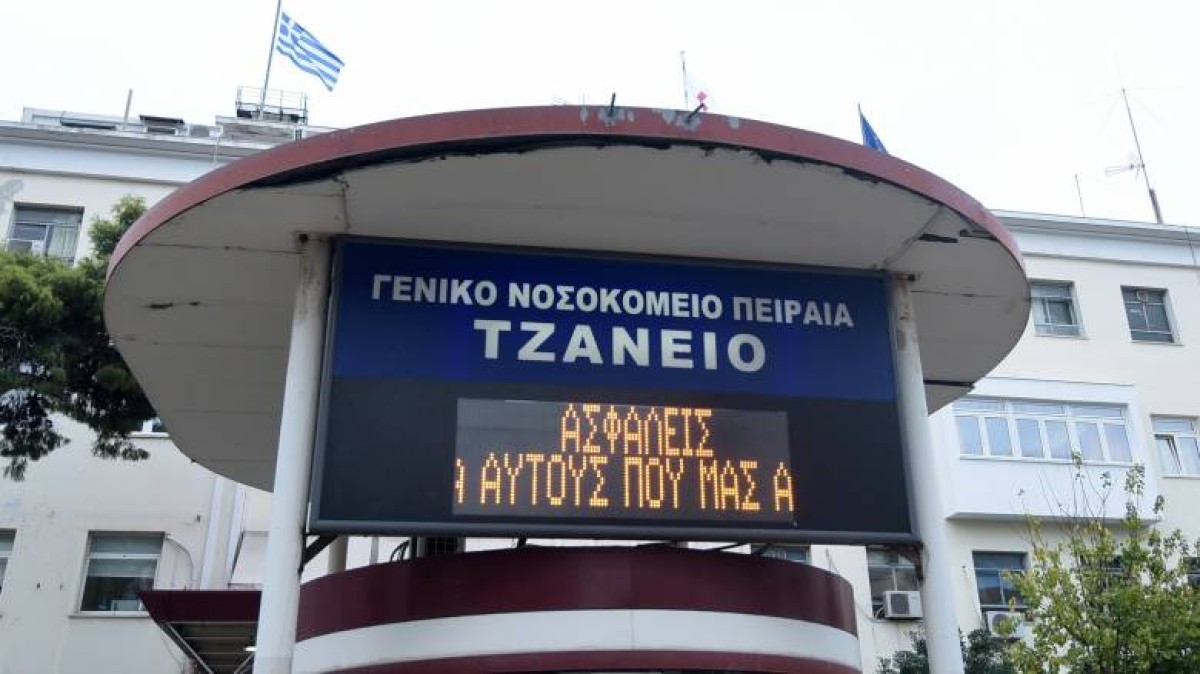 ΓΕΝΙΚΟ ΝΟΣΟΚΟΜΕΙΟ ΠΕΙΡΑΙΑ
ΤΖΑΝΕΙΟ
ΑΣΦΑΛΕΙΣ
ΑΥΤΟΥΣ ΠΟΥ ΜΑΣ Α